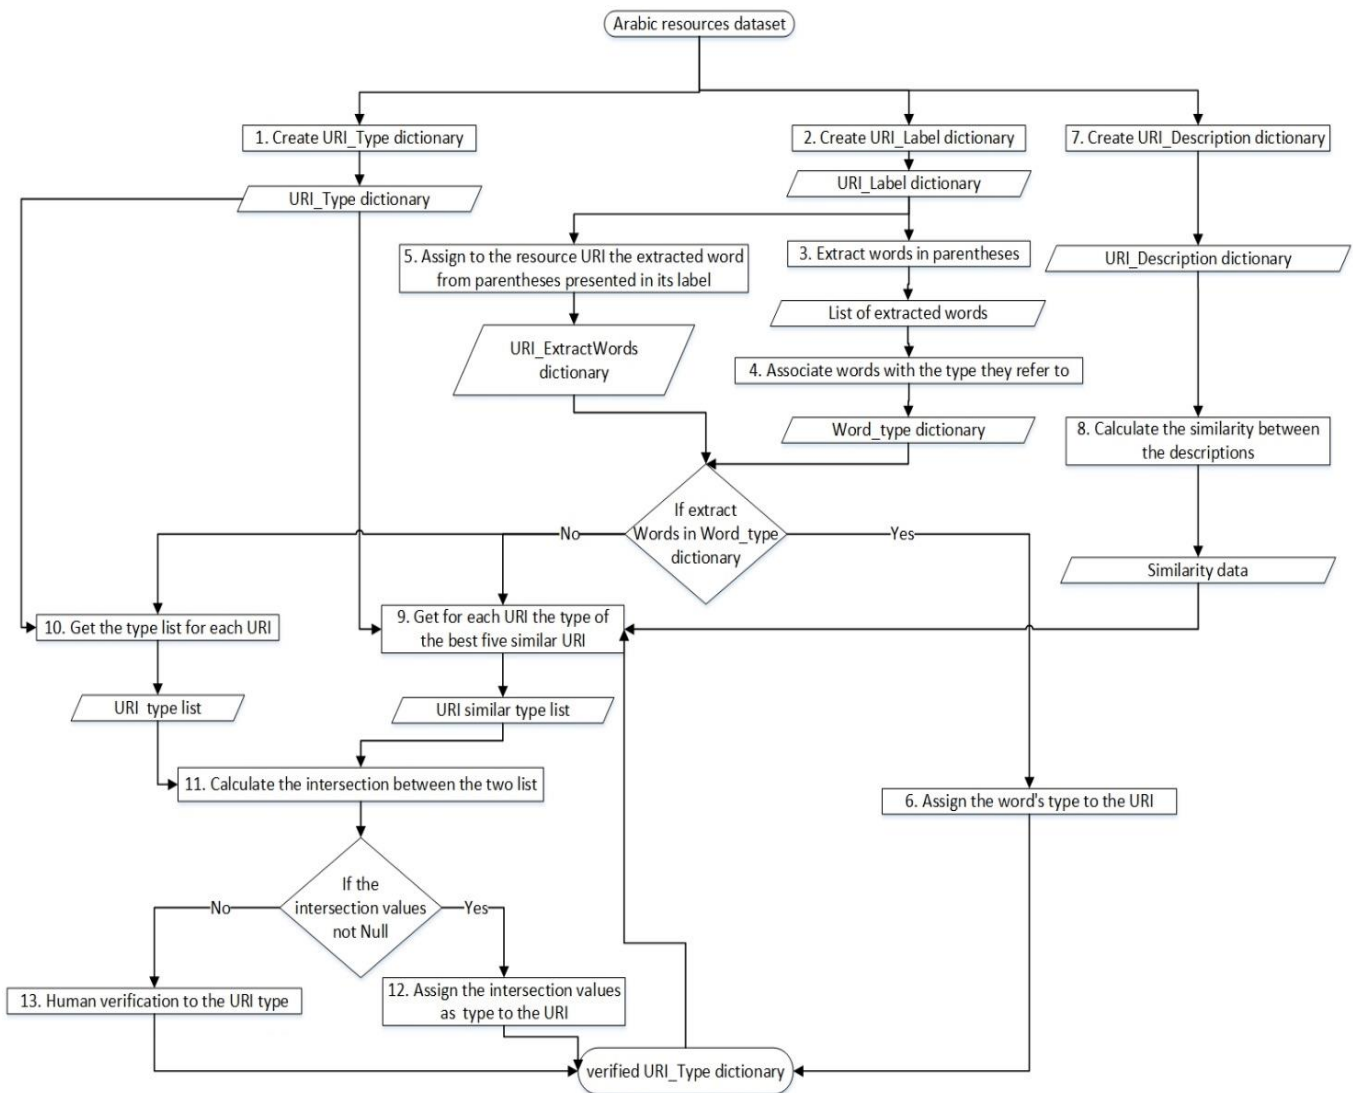 Arabic resources dataset
1. Create URI_Type dictionary
2. Create URI_Label dictionary
7. Create URI_Description dictionary
URI_Type dictionary
URI_Label dictionary
5. Assign to the resource URI the extracted word
from parentheses presented in its label
3. Extract words in parentheses
URI_Description dictionary
List of extracted words
URI_ExtractWords
dictionary
4. Associate words with the type they refer to
Word_type dictionary
8. Calculate the similarity between
the descriptions
If extract
Words in Word_type
dictionary
No
Yes
Similarity data
10. Get the type list for each URI
9. Get for each URI the type of
the best five similar URI
URI type list
URI similar type list
11. Calculate the intersection between the two list
6. Assign the word's type to the URI
If the
intersection values
not Null
No
Yes
13. Human verification to the URI type
12. Assign the intersection values
as type to the URI
verified URI_Type dictionary